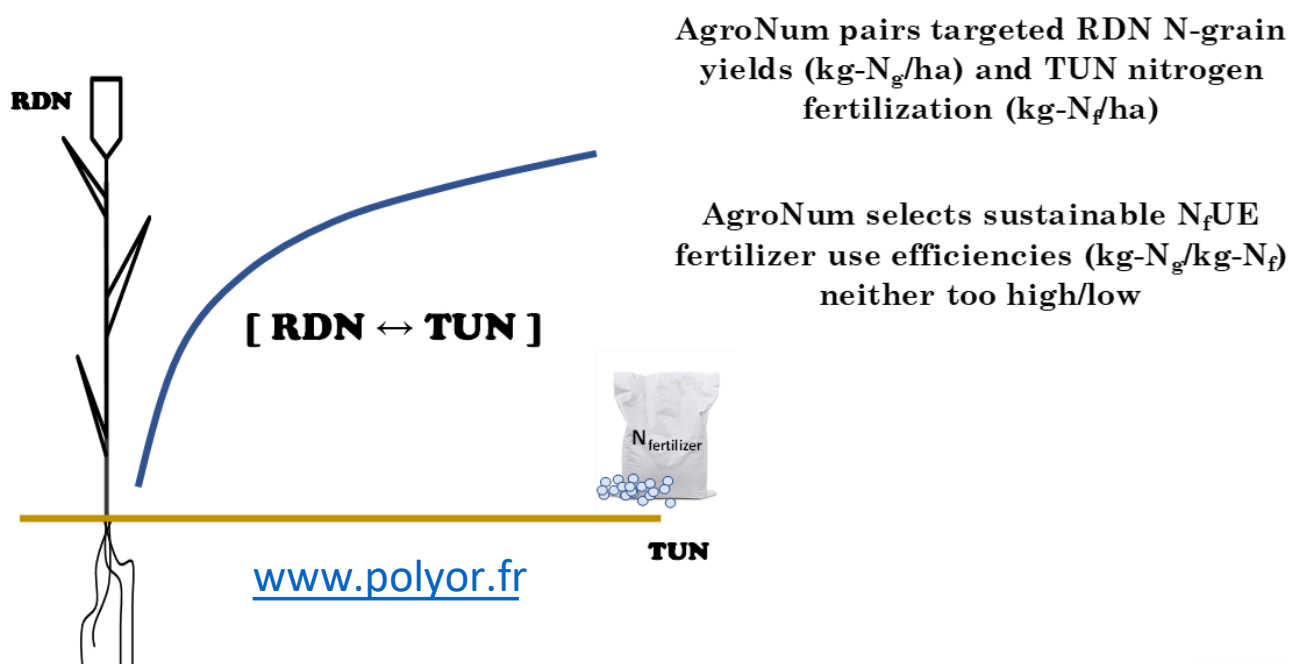 AgroNum pairs targeted RDN N-grain
yields (kg-Ng/ha) and TUN nitrogen
fertilization (kg-Nf/ha)
AgroNum selects sustainable NfUE
fertilizer use efficiencies (kg-Ng/kg-Nf)
neither too high/low
RDN
[ RDN ↔ TUN ]
N fertilizer
TUN
www.polyor.fr